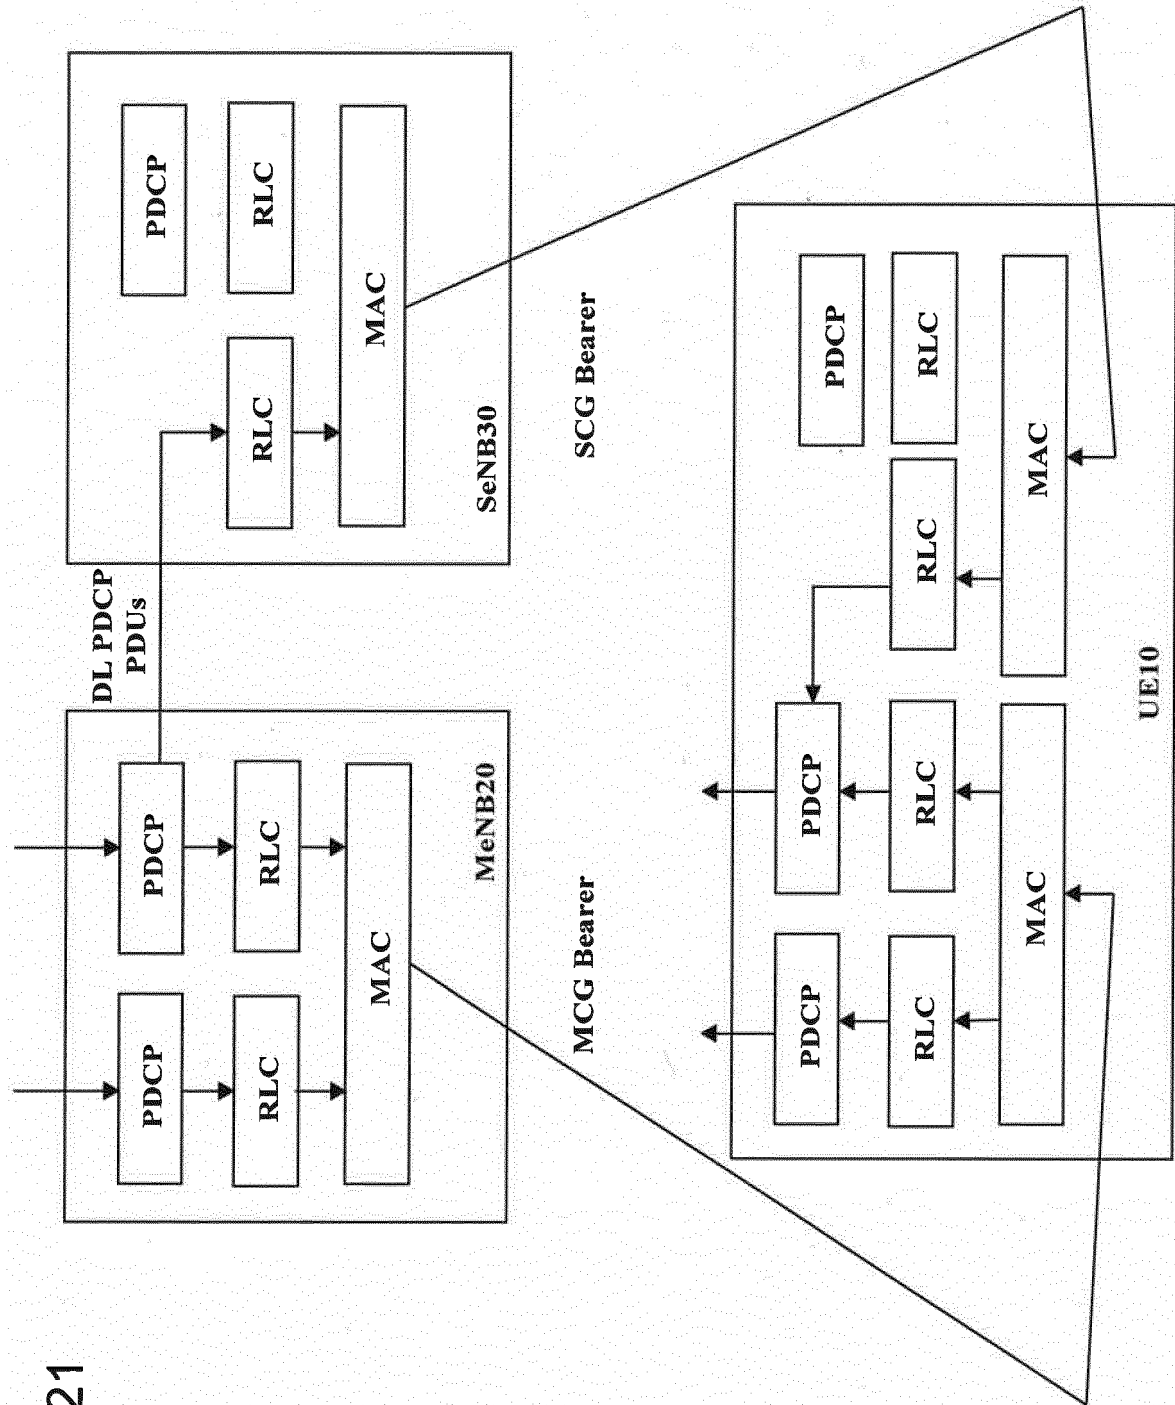 21
DL PDCP
PDUs
PDCP
PDCP
PDCP
RLC
RLC
RLC
RLC
MAC
MAC
MeNB20
SeNB30
MCG Bearer
SCG Bearer
PDCP
PDCP
PDCP
RLC
RLC
RLC
RLC
MAC
MAC
UE10